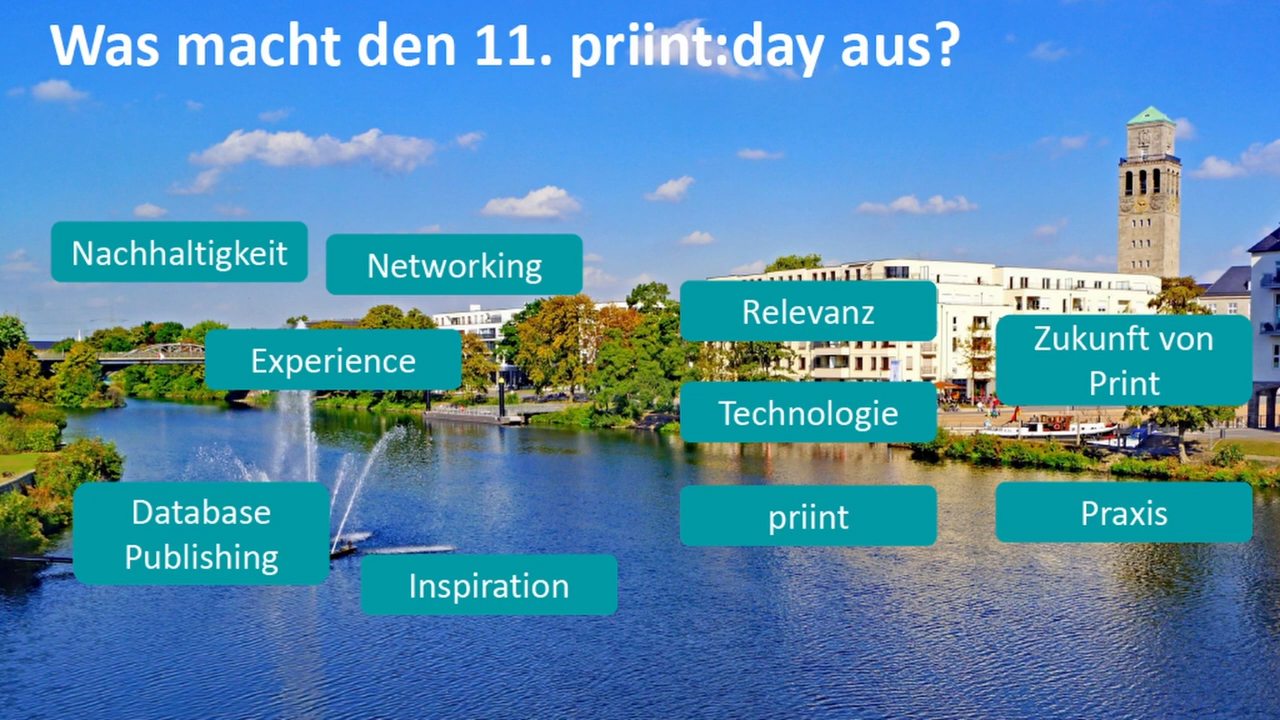 Was macht den 11. priint:day aus?
Nachhaltigkeit
Networking
Experience
Relevanz
Zukunft von
Print
Technologie
Database
Publishing
priint
Praxis
Inspiration